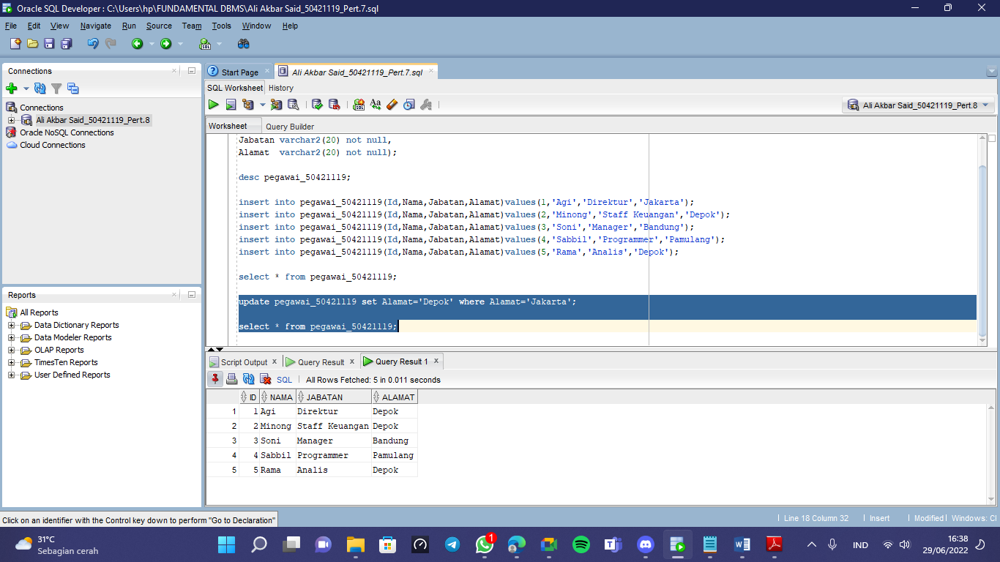 Oracle SQL Developer : C:\Users\hp\FUNDAMENTAL DBMS\Ali Akbar Said_50421119_Pert.7.sql
File Edit View Navigate Run Source Team Tools Window Help
Connections
Connections
Ali Akbar Said_50421119_Pert.8
Oracle NoSQL Connections
Cloud Connections
Reports
All Reports
Data Dictionary Reports
Data Modeler Reports
OLAP Reports
TimesTen Reports
User Defined Reports
Start Page Ali Akbar Said_50421119_Pert.7.sql
SQL Worksheet History
Ali Akbar Said_50421119_Pert.8
Worksheet Query Builder
Jabatan varchar2(20) not null,
Alamat  varchar2(20) not null);
desc pegawai_50421119;
insert into pegawai_50421119(Id,Nama,Jabatan,Alamat)values(1,'Agi','Direktur','Jakarta');
insert into pegawai_50421119(Id,Nama,Jabatan,Alamat)values(2,'Minong','Staff Keuangan','Depok');
insert into pegawai_50421119(Id,Nama,Jabatan,Alamat)values(3,'Soni','Manager','Bandung');
insert into pegawai_50421119(Id,Nama,Jabatan,Alamat)values(4,'Sabbil','Programmer','Pamulang');
insert into pegawai_50421119(Id,Nama,Jabatan,Alamat)values(5,'Rama','Analis','Depok');
select * from pegawai_50421119;
update pegawai_50421119 set Alamat='Depok' where Alamat='Jakarta';
select * from pegawai_50421119;
Script Output Query Result Query Result 1
SQL All Rows Fetched: 5 in 0.011 seconds
ID NAMA JABATAN ALAMAT
1 1 Agi Direktur Depok
2 2 Minong Staff Keuangan Depok
3 3 Soni Manager Bandung
4 4 Sabbil Programmer Pamulang
5 5 Rama Analis Depok
Click on an identifier with the Control key down to perform "Go to Declaration"
Line 18 Column 32 Insert Modified Windows: Cl
31°C
Sebagian cerah
1
IND
16:38
29/06/2022